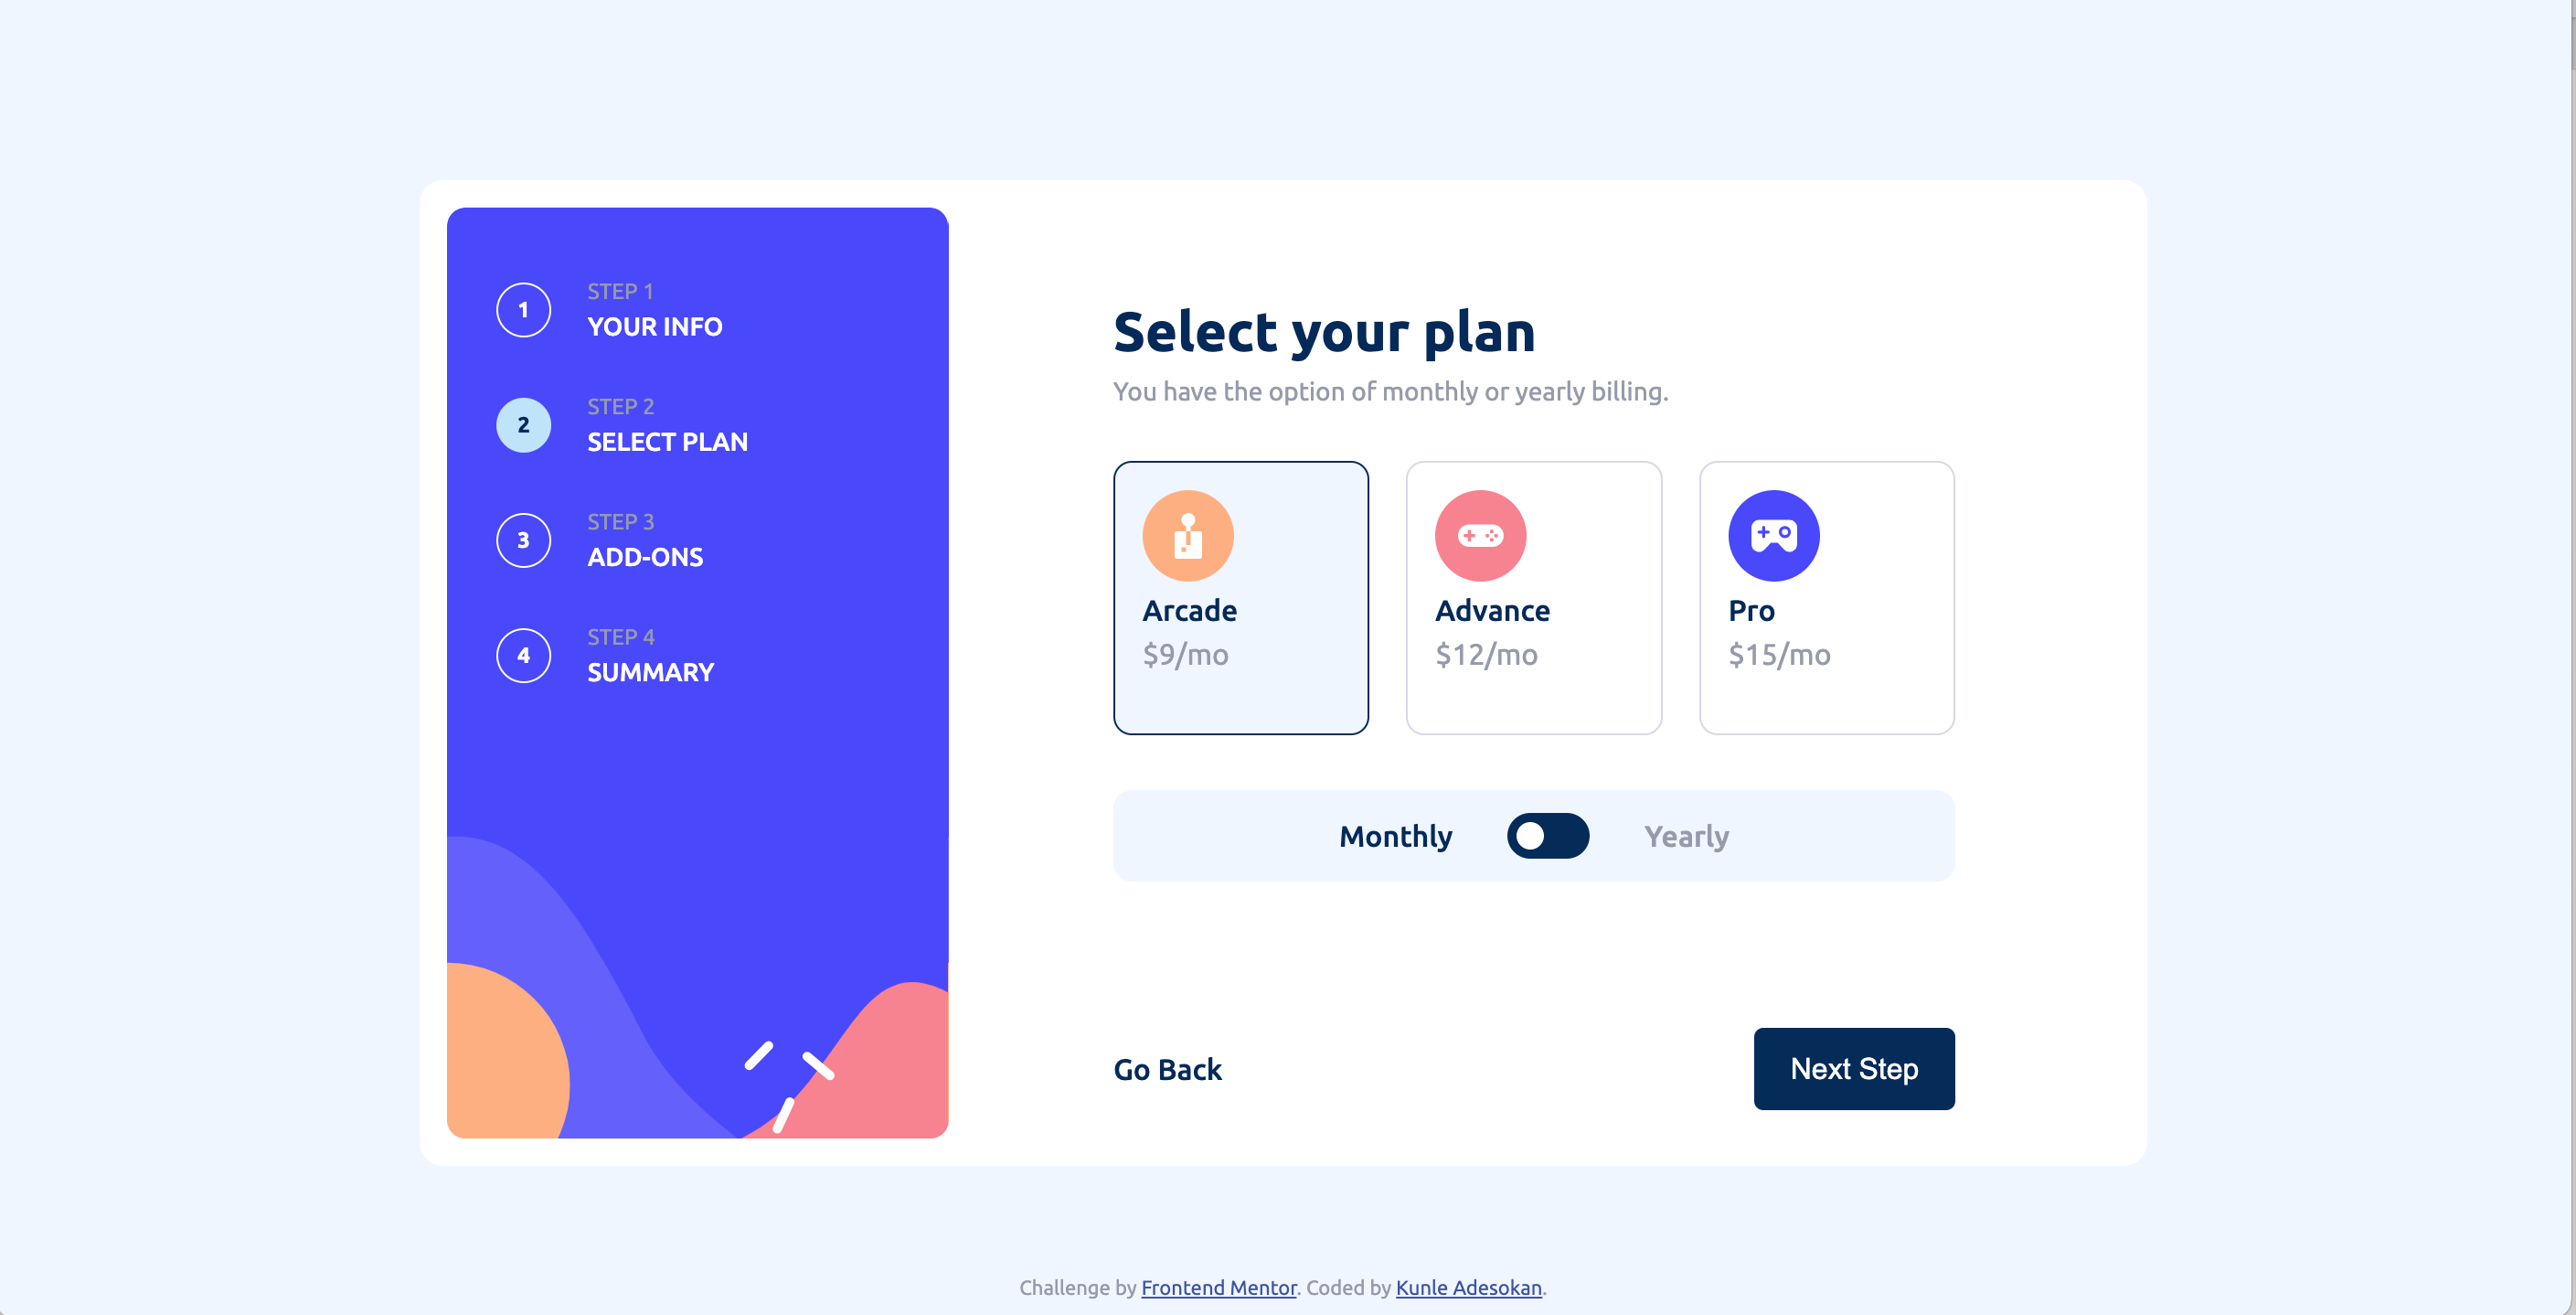 1
STEP 1
YOUR INFO
2
STEP 2
SELECT PLAN
3
STEP 3
ADD-ONS
4
STEP 4
SUMMARY
Select your plan
You have the option of monthly or yearly billing.
Arcade
$9/mo
Advance
$12/mo
Pro
$15/mo
Monthly Yearly
Go Back
Next Step
Challenge by Frontend Mentor. Coded by Kunle Adesokan.